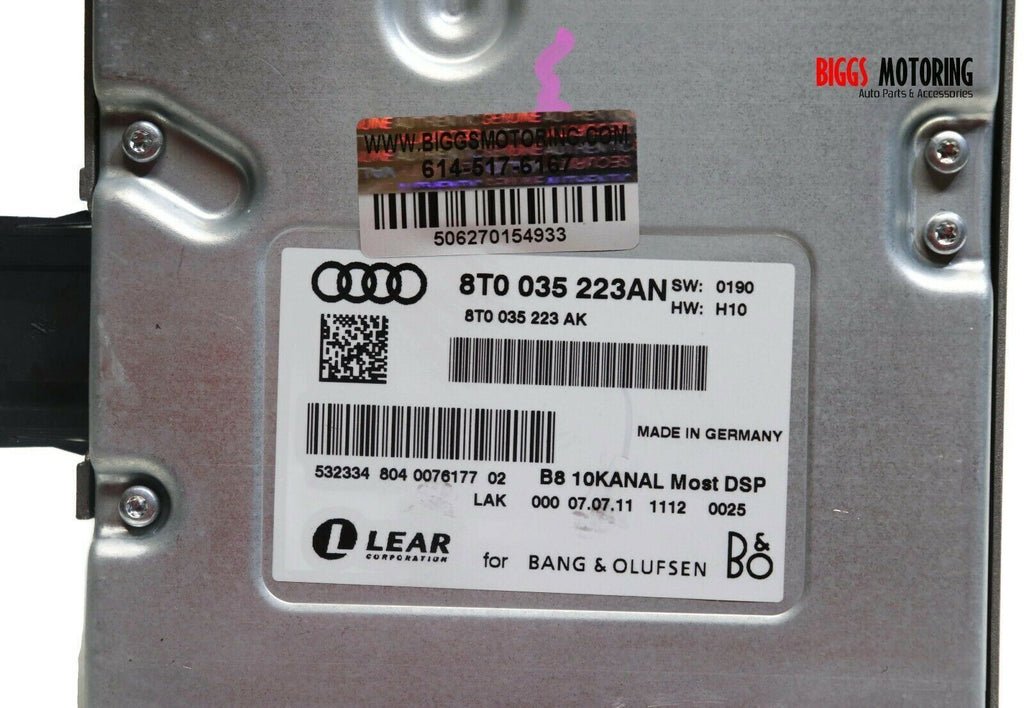 BIGGS MOTORING
Auto Parts & Accessories
GENUINE
WWW.BIGGSMOTORING.COM
614-517-6167
506270154933
8T0 035 223AN SW: 0190
8T0 035 223 AK HW: H10
MADE IN GERMANY
532334 804 0076177 02 B8 10KANAL Most DSP
LAK 000 07.07.11 1112 0025
L LEAR
CORPORATION
for BANG & OLUFSEN B&O